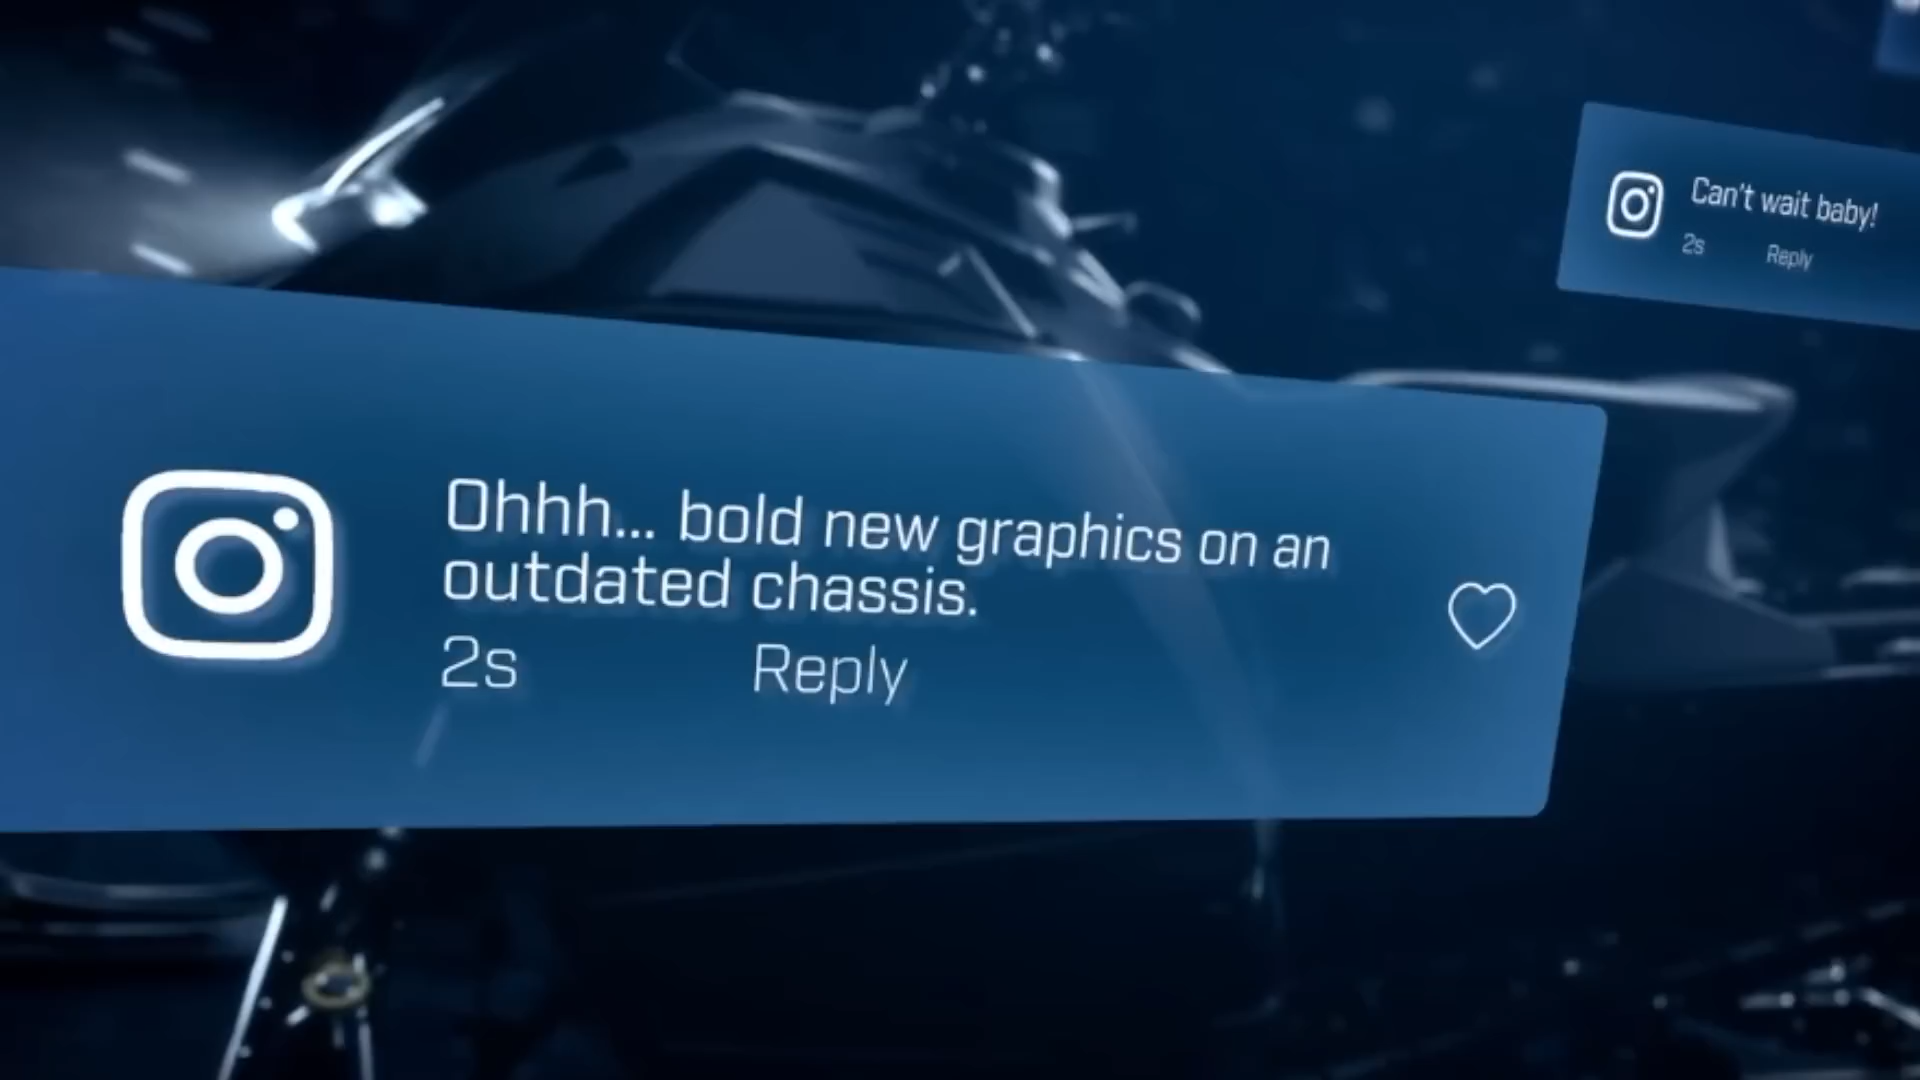 Can't wait baby!
2s Reply
Ohhh... bold new graphics on an
outdated chassis.
2s Reply